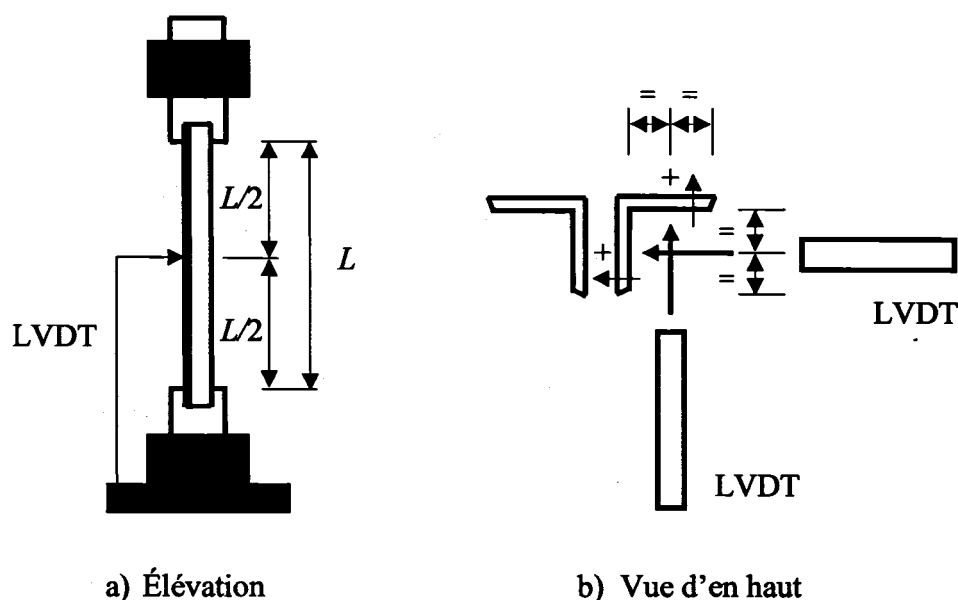 L/2
L
L/2
LVDT
= =
+
=
+
=
LVDT
LVDT
a) Élévation
b) Vue d'en haut